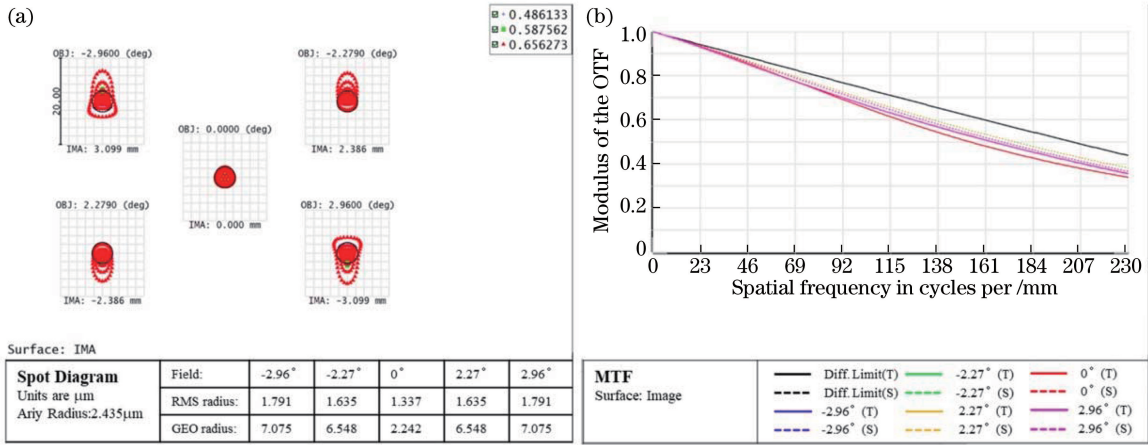 (a)
0.486133
0.587562
0.656273
OBJ: -2.9600 (deg)
OBJ: -2.2790 (deg)
20.00
OBJ: 0.0000 (deg)
IMA: 3.099 mm
IMA: 2.386 mm
OBJ: 2.2790 (deg)
OBJ: 2.9600 (deg)
IMA: 0.000 mm
IMA: -2.386 mm
IMA: -3.099 mm
Surface: IMA
Spot Diagram
Units are μm
Ariy Radius:2.435μm
Field: -2.96° -2.27° 0° 2.27° 2.96°
RMS radius: 1.791 1.635 1.337 1.635 1.791
GEO radius: 7.075 6.548 2.242 6.548 7.075
(b)
Modulus of the OTF
1.0
0.8
0.6
0.4
0.2
0
0 23 46 69 92 115 138 161 184 207 230
Spatial frequency in cycles per /mm
MTF
Surface: Image
Diff.Limit(T) -2.27° (T) 0° (T)
Diff.Limit(S) -2.27° (S) 0° (S)
-2.96° (T) 2.27° (T) 2.96° (T)
-2.96° (S) 2.27° (S) 2.96° (S)